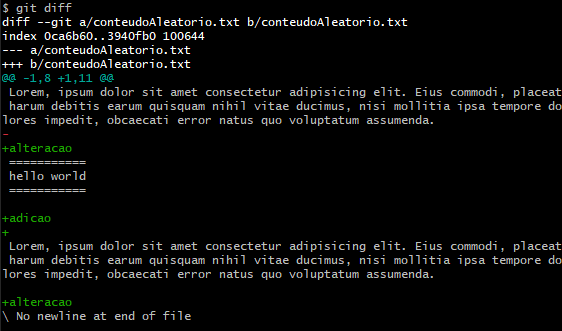 $ git diff
diff --git a/conteudoAleatorio.txt b/conteudoAleatorio.txt
index 0ca6b60..3940fb0 100644
--- a/conteudoAleatorio.txt
+++ b/conteudoAleatorio.txt
@@ -1,8 +1,11 @@
 Lorem, ipsum dolor sit amet consectetur adipisicing elit. Eius commodi, placeat
 harum debitis earum quisquam nihil vitae ducimus, nisi mollitia ipsa tempore do
lores impedit, obcaecati error natus quo voluptatum assumenda.
-
+alteracao
 ===========
 hello world
 ===========

+adicao
+
 Lorem, ipsum dolor sit amet consectetur adipisicing elit. Eius commodi, placeat
 harum debitis earum quisquam nihil vitae ducimus, nisi mollitia ipsa tempore do
lores impedit, obcaecati error natus quo voluptatum assumenda.

+alteracao
\ No newline at end of file